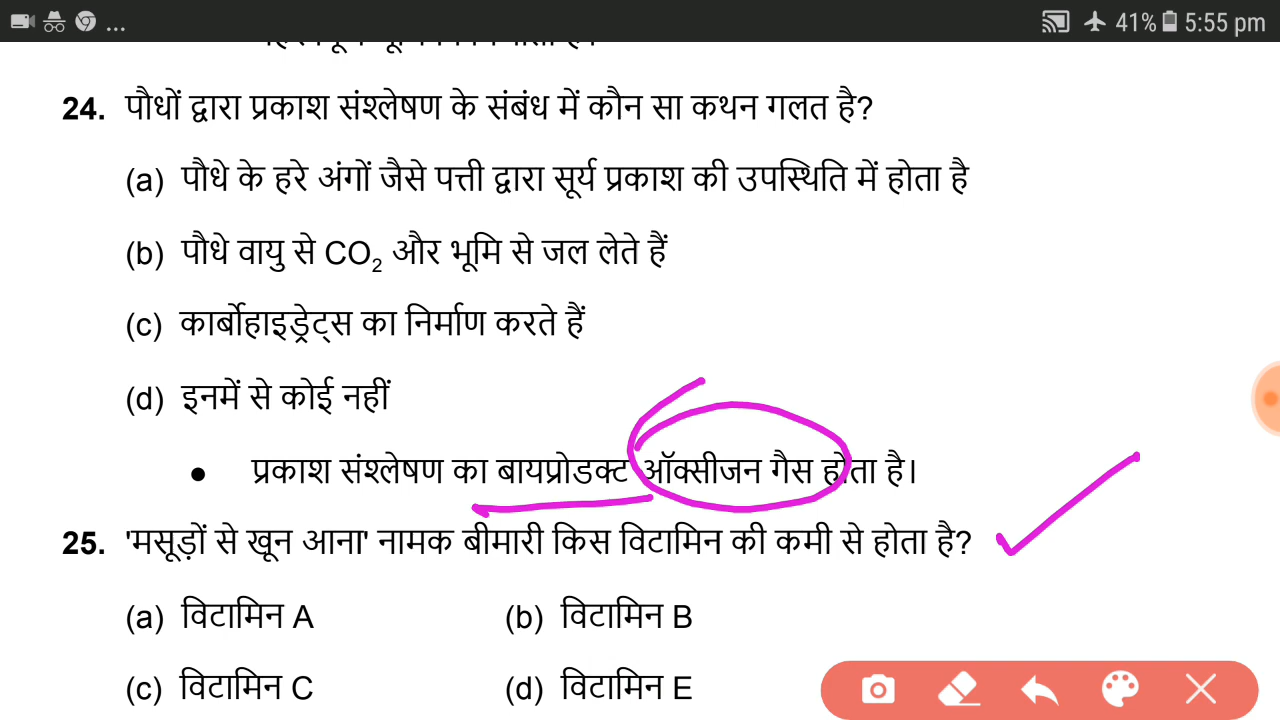 ... 41% 5:55 pm
24. पौधों द्वारा प्रकाश संश्लेषण के संबंध में कौन सा कथन गलत है?
(a) पौधे के हरे अंगों जैसे पत्ती द्वारा सूर्य प्रकाश की उपस्थिति में होता है
(b) पौधे वायु से CO₂ और भूमि से जल लेते हैं
(c) कार्बोहाइड्रेट्स का निर्माण करते हैं
(d) इनमें से कोई नहीं
● प्रकाश संश्लेषण का बायप्रोडक्ट ऑक्सीजन गैस होता है।
25. 'मसूड़ों से खून आना' नामक बीमारी किस विटामिन की कमी से होता है?
(a) विटामिन A (b) विटामिन B
(c) विटामिन C (d) विटामिन E